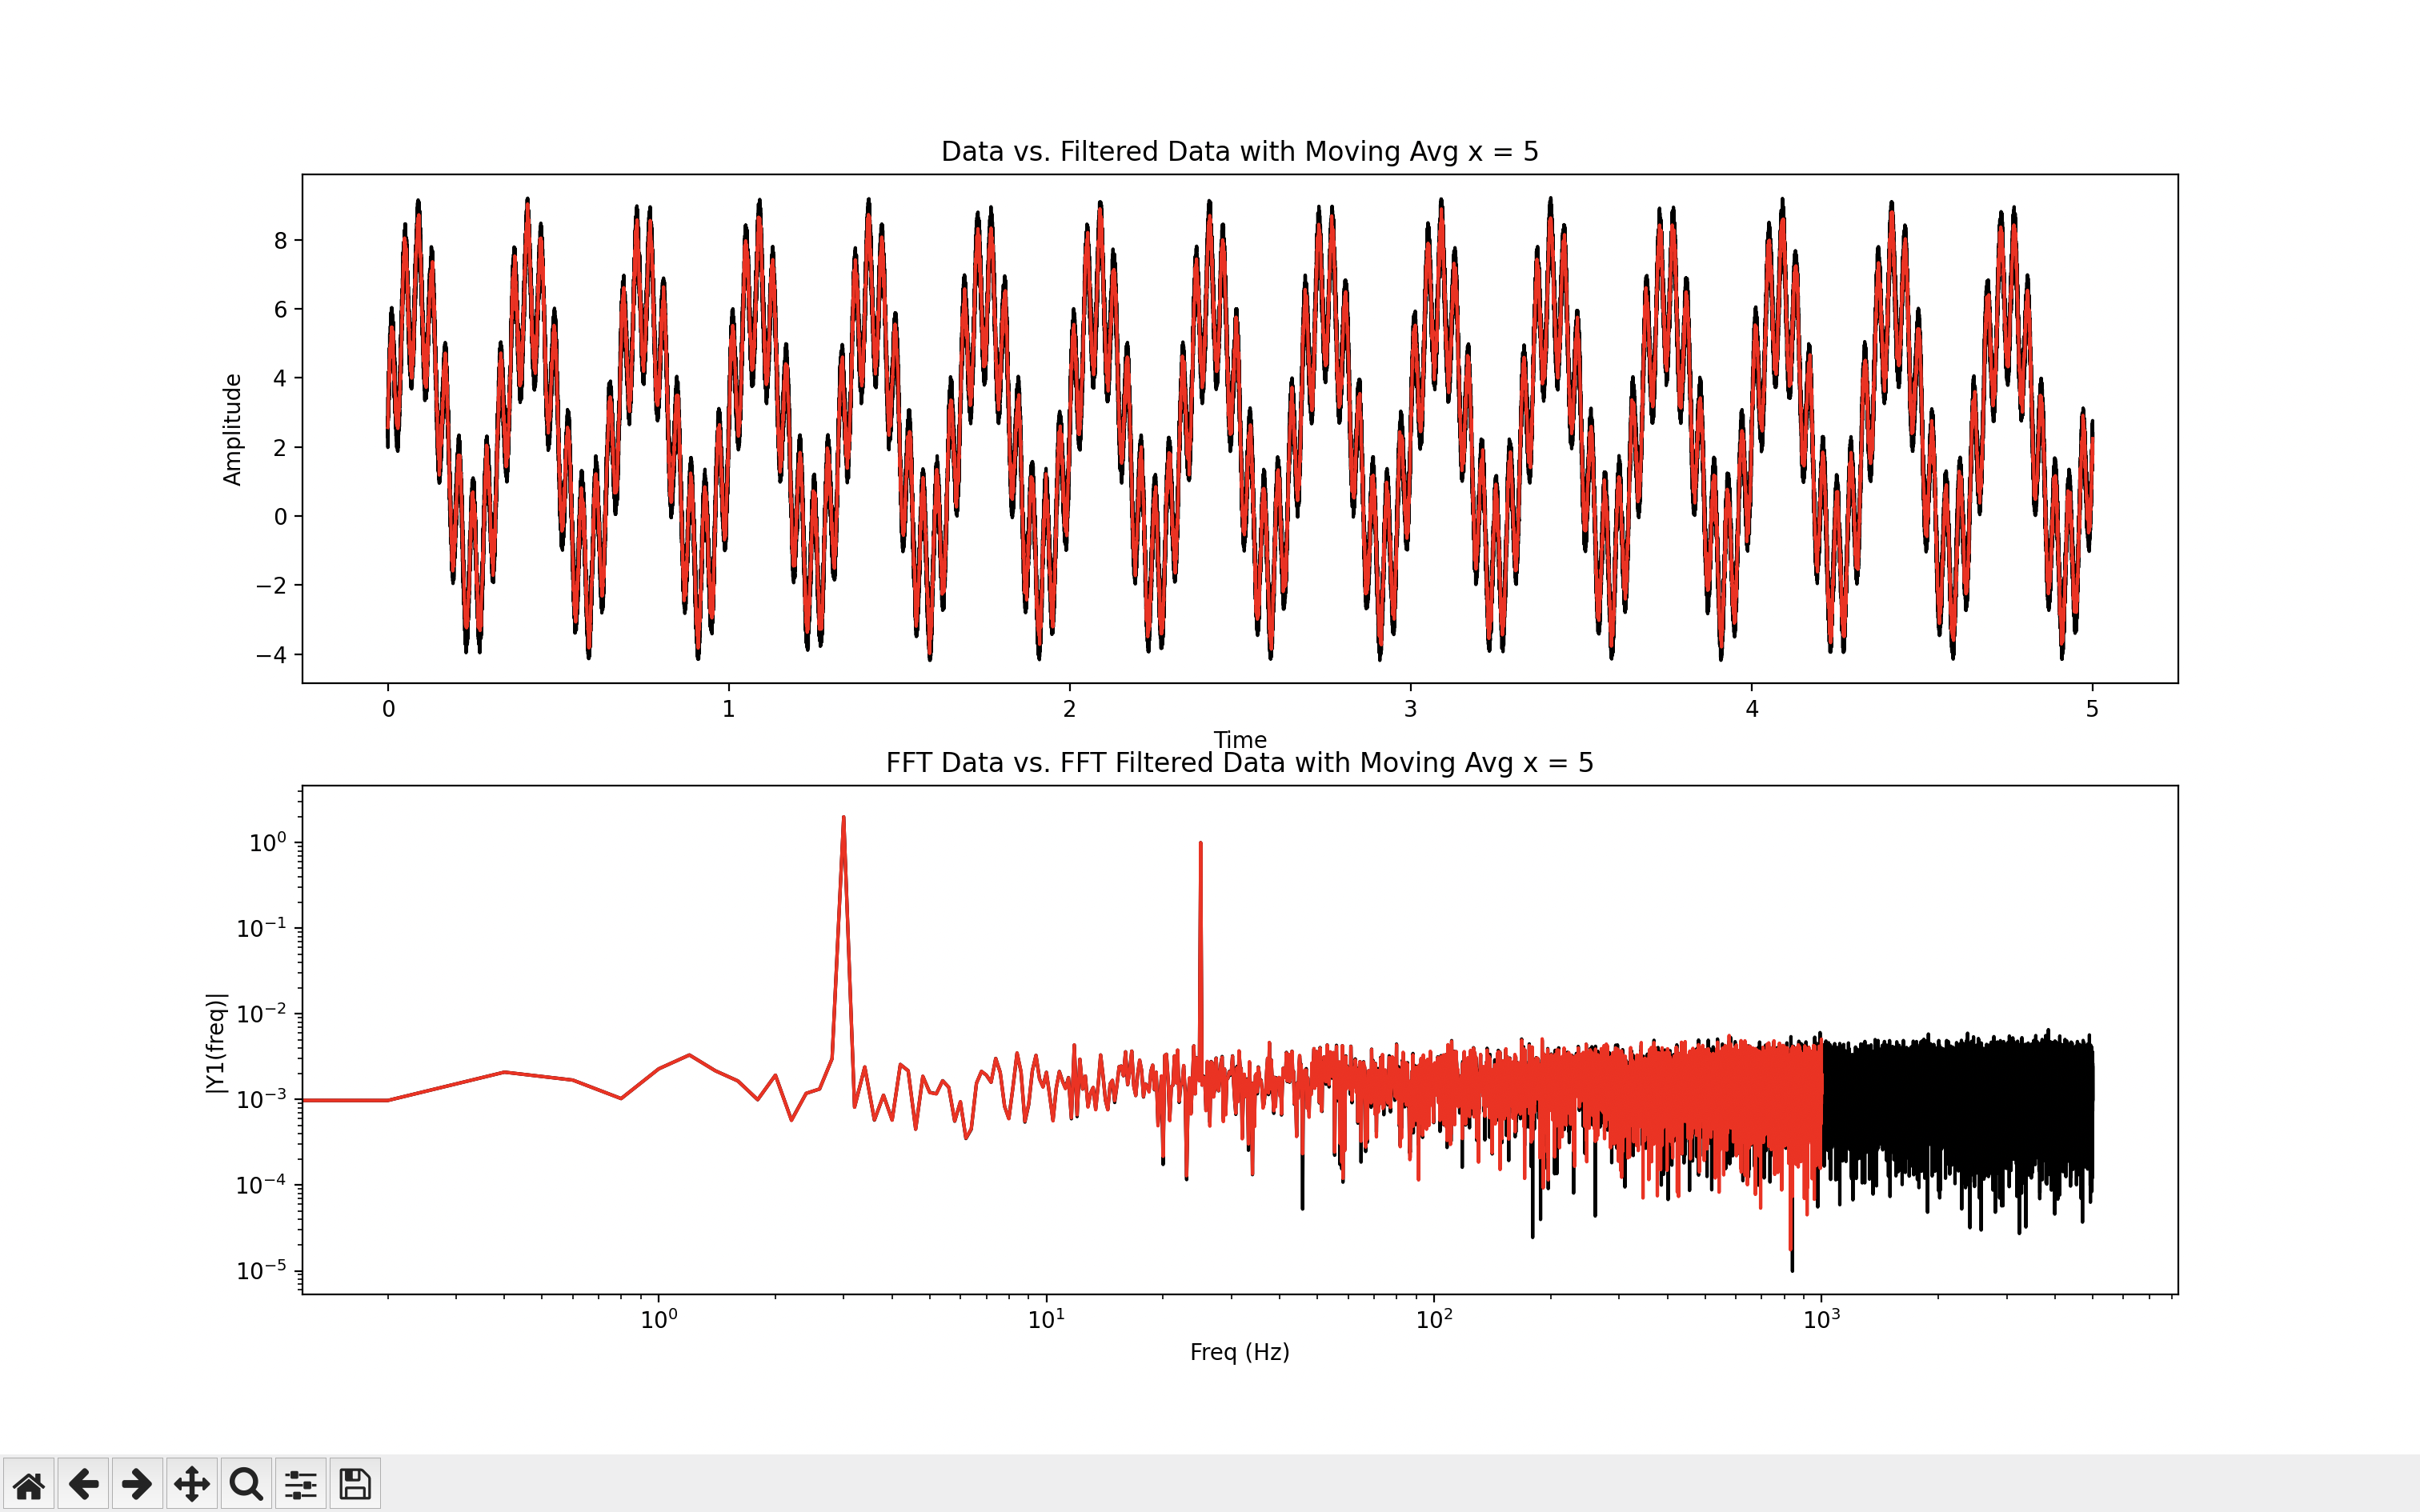 Data vs. Filtered Data with Moving Avg x = 5
Amplitude
8
6
4
2
0
−2
−4
0 1 2 3 4 5
Time
FFT Data vs. FFT Filtered Data with Moving Avg x = 5
|Y1(freq)|
10⁰
10⁻¹
10⁻²
10⁻³
10⁻⁴
10⁻⁵
10⁰ 10¹ 10² 10³
Freq (Hz)